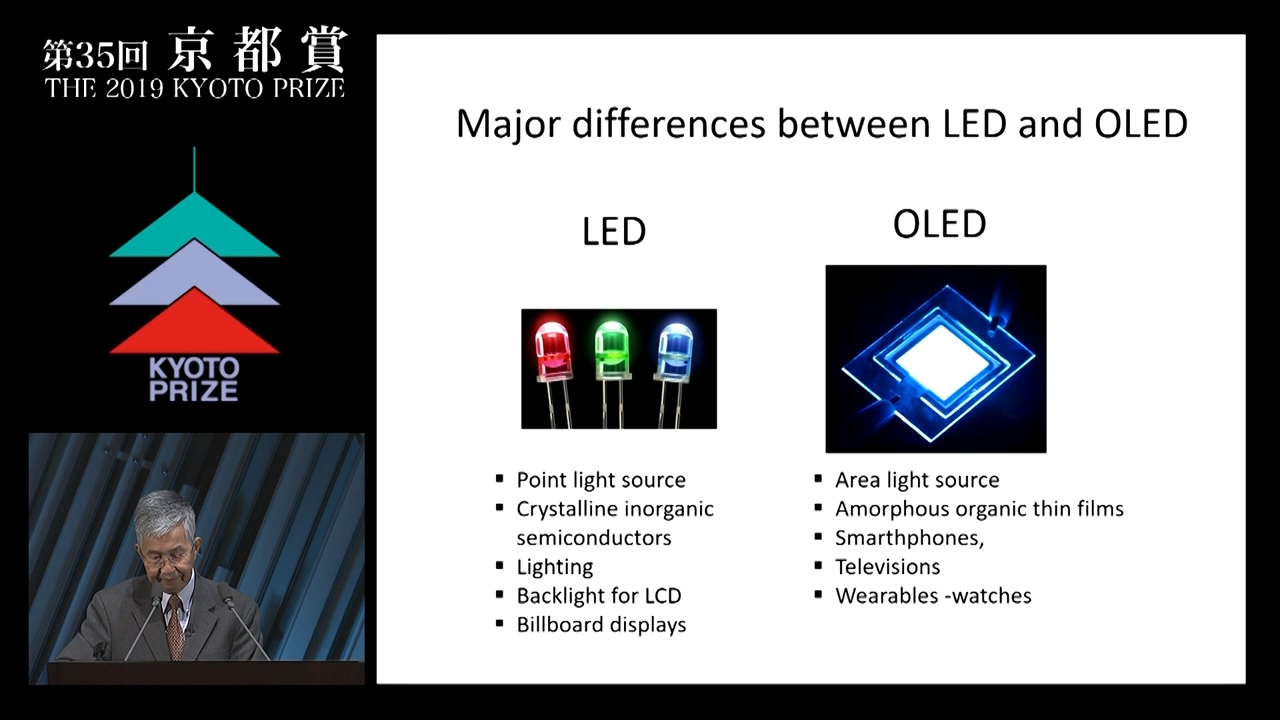 第35回 京都賞
THE 2019 KYOTO PRIZE
KYOTO
PRIZE
Major differences between LED and OLED
LED
▪ Point light source
▪ Crystalline inorganic
semiconductors
▪ Lighting
▪ Backlight for LCD
▪ Billboard displays
OLED
▪ Area light source
▪ Amorphous organic thin films
▪ Smarthphones,
▪ Televisions
▪ Wearables -watches